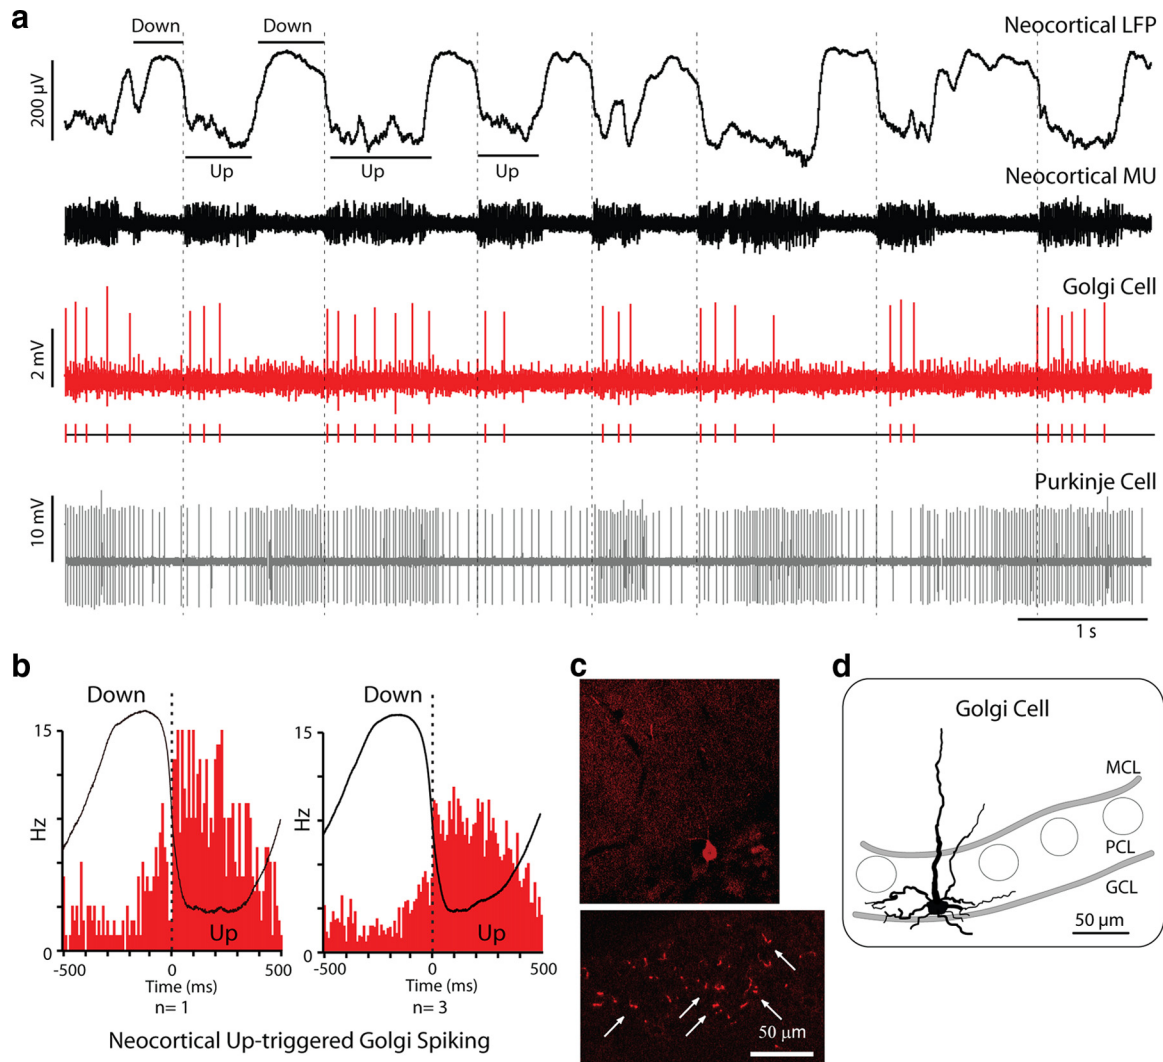 a
Down
Down
Neocortical LFP
200 µV
Up
Up
Up
Neocortical MU
Golgi Cell
2 mV
Purkinje Cell
10 mV
1 s
b
Down
15
Hz
0
Up
-500
0
500
Time (ms)
n= 1
Down
15
Hz
0
Up
-500
0
500
Time (ms)
n= 3
Neocortical Up-triggered Golgi Spiking
c
50 µm
d
Golgi Cell
MCL
PCL
GCL
50 µm